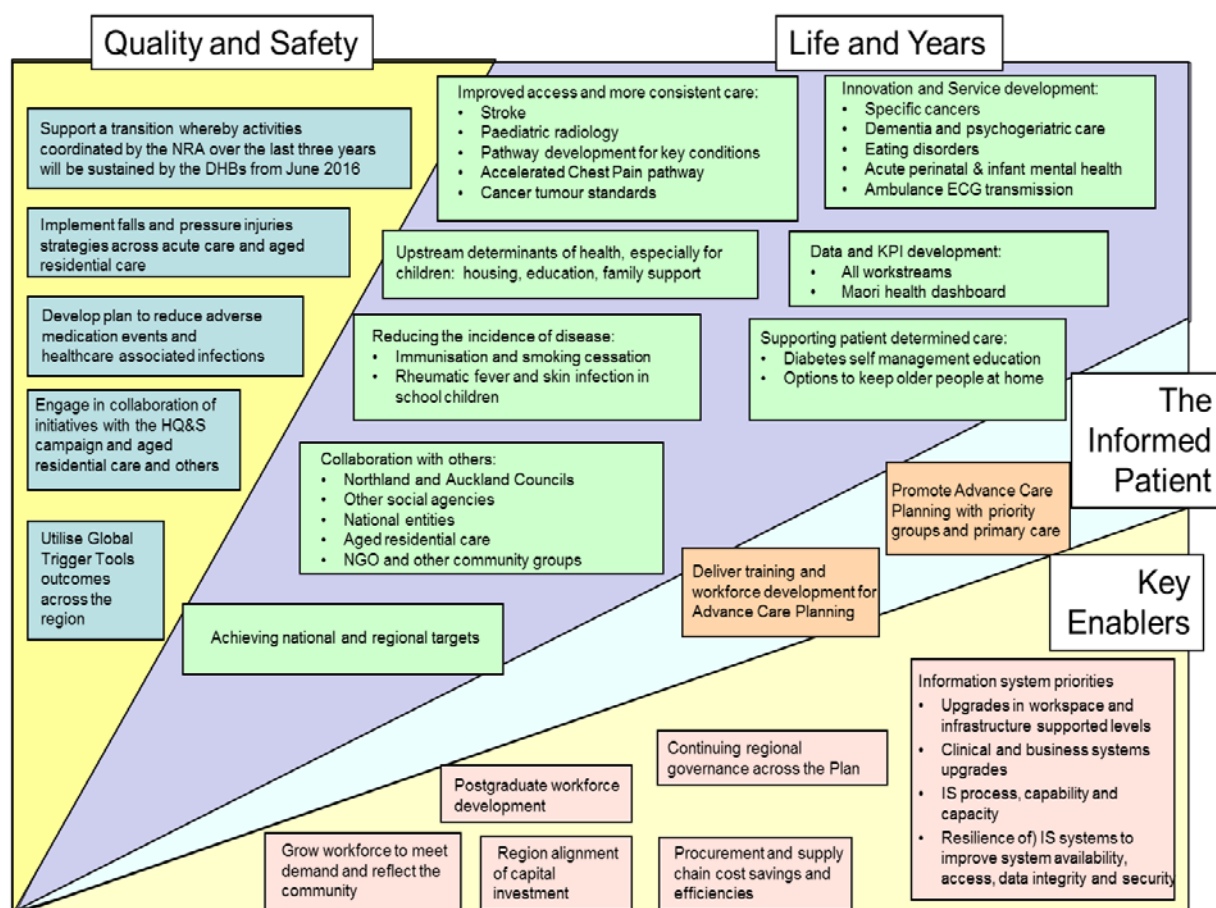 Quality and Safety
Life and Years
Support a transition whereby activities
coordinated by the NRA over the last three years
will be sustained by the DHBs from June 2016
Implement falls and pressure injuries
strategies across acute care and aged
residential care
Develop plan to reduce adverse
medication events and
healthcare associated infections
Engage in collaboration of
initiatives with the HQ&S
campaign and aged
residential care and others
Utilise Global
Trigger Tools
outcomes
across the
region
Improved access and more consistent care:
• Stroke
• Paediatric radiology
• Pathway development for key conditions
• Accelerated Chest Pain pathway
• Cancer tumour standards
Innovation and Service development:
• Specific cancers
• Dementia and psychogeriatric care
• Eating disorders
• Acute perinatal & infant mental health
• Ambulance ECG transmission
Upstream determinants of health, especially for
children: housing, education, family support
Data and KPI development:
• All workstreams
• Maori health dashboard
Reducing the incidence of disease:
• Immunisation and smoking cessation
• Rheumatic fever and skin infection in
school children
Supporting patient determined care:
• Diabetes self management education
• Options to keep older people at home
Collaboration with others:
• Northland and Auckland Councils
• Other social agencies
• National entities
• Aged residential care
• NGO and other community groups
Achieving national and regional targets
The
Informed
Patient
Promote Advance Care
Planning with priority
groups and primary care
Deliver training and
workforce development for
Advance Care Planning
Key
Enablers
Information system priorities
• Upgrades in workspace and
infrastructure supported levels
• Clinical and business systems
upgrades
• IS process, capability and
capacity
• Resilience of) IS systems to
improve system availability,
access, data integrity and security
Continuing regional
governance across the Plan
Postgraduate workforce
development
Grow workforce to meet
demand and reflect the
community
Region alignment
of capital
investment
Procurement and supply
chain cost savings and
efficiencies